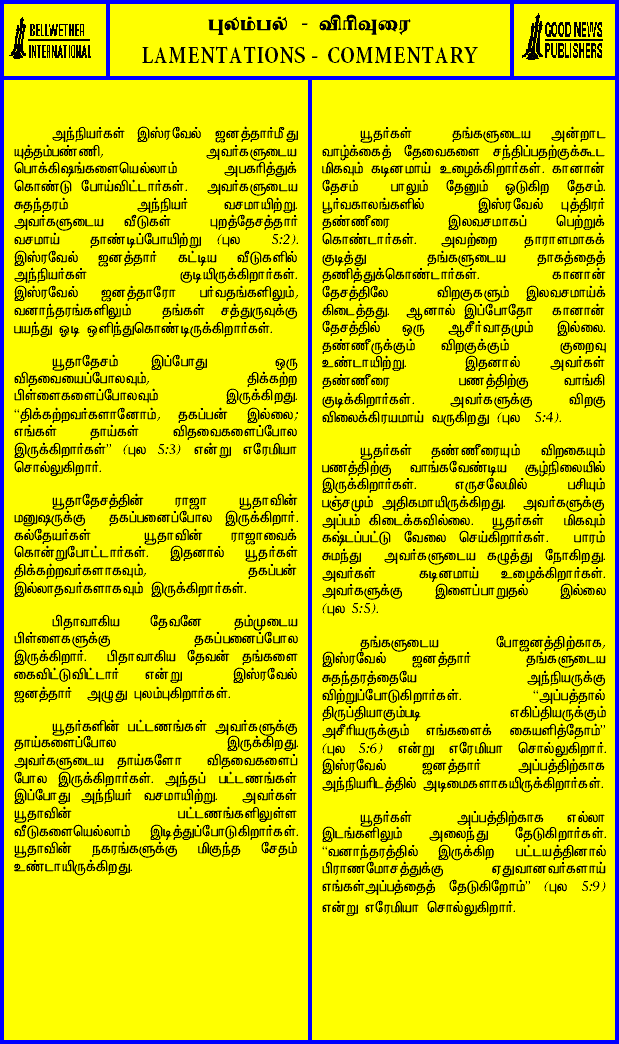 BELLWETHER
INTERNATIONAL
புலம்பல் - விரிவுரை
LAMENTATIONS - COMMENTARY
GOOD NEWS
PUBLISHERS
அந்நியர்கள் இஸ்ரவேல் ஜனத்தார்மீது
யுத்தம்பண்ணி, அவர்களுடைய
பொக்கிஷங்களையெல்லாம் அபகரித்துக்
கொண்டு போய்விட்டார்கள். அவர்களுடைய
சுதந்தரம் அந்நியர் வசமாயிற்று.
அவர்களுடைய வீடுகள் புறத்தேசத்தார்
வசமாய் தாண்டிப்போயிற்று (புல 5:2).
இஸ்ரவேல் ஜனத்தார் கட்டிய வீடுகளில்
அந்நியர்கள் குடியிருக்கிறார்கள்.
இஸ்ரவேல் ஜனத்தாரோ பர்வதங்களிலும்,
வனாந்தரங்களிலும் தங்கள் சத்துருவுக்கு
பயந்து ஓடி ஒளிந்துகொண்டிருக்கிறார்கள்.
யூதாதேசம் இப்போது ஒரு
விதவையைப்போலவும், திக்கற்ற
பிள்ளைகளைப்போலவும் இருக்கிறது.
“திக்கற்றவர்களானோம், தகப்பன் இல்லை;
எங்கள் தாய்கள் விதவைகளைப்போல
இருக்கிறார்கள்” (புல 5:3) என்று எரேமியா
சொல்லுகிறார்.
யூதாதேசத்தின் ராஜா யூதாவின்
மனுஷருக்கு தகப்பனைப்போல இருக்கிறார்.
கல்தேயர்கள் யூதாவின் ராஜாவைக்
கொன்றுபோட்டார்கள். இதனால் யூதர்கள்
திக்கற்றவர்களாகவும், தகப்பன்
இல்லாதவர்களாகவும் இருக்கிறார்கள்.
பிதாவாகிய தேவனே தம்முடைய
பிள்ளைகளுக்கு தகப்பனைப்போல
இருக்கிறார். பிதாவாகிய தேவன் தங்களை
கைவிட்டுவிட்டார் என்று இஸ்ரவேல்
ஜனத்தார் அழுது புலம்புகிறார்கள்.
யூதர்களின் பட்டணங்கள் அவர்களுக்கு
தாய்களைப்போல இருக்கிறது.
அவர்களுடைய தாய்களோ விதவைகளைப்
போல இருக்கிறார்கள். அந்தப் பட்டணங்கள்
இப்போது அந்நியர் வசமாயிற்று. அவர்கள்
யூதாவின் பட்டணங்களிலுள்ள
வீடுகளையெல்லாம் இடித்துப்போடுகிறார்கள்.
யூதாவின் நகரங்களுக்கு மிகுந்த சேதம்
உண்டாயிருக்கிறது.
யூதர்கள் தங்களுடைய அன்றாட
வாழ்க்கைத் தேவைகளை சந்திப்பதற்குக்கூட
மிகவும் கடினமாய் உழைக்கிறார்கள். கானான்
தேசம் பாலும் தேனும் ஓடுகிற தேசம்.
பூர்வகாலங்களில் இஸ்ரவேல் புத்திரர்
தண்ணீரை இலவசமாகப் பெற்றுக்
கொண்டார்கள். அவற்றை தாராளமாகக்
குடித்து தங்களுடைய தாகத்தைத்
தணித்துக்கொண்டார்கள். கானான்
தேசத்திலே விறகுகளும் இலவசமாய்க்
கிடைத்தது. ஆனால் இப்போதோ கானான்
தேசத்தில் ஒரு ஆசீர்வாதமும் இல்லை.
தண்ணீருக்கும் விறகுக்கும் குறைவு
உண்டாயிற்று. இதனால் அவர்கள்
தண்ணீரை பணத்திற்கு வாங்கி
குடிக்கிறார்கள். அவர்களுக்கு விறகு
விலைக்கிரயமாய் வருகிறது (புல 5:4).
யூதர்கள் தண்ணீரையும் விறகையும்
பணத்திற்கு வாங்கவேண்டிய சூழ்நிலையில்
இருக்கிறார்கள். எருசலேமில் பசியும்
பஞ்சமும் அதிகமாயிருக்கிறது. அவர்களுக்கு
அப்பம் கிடைக்கவில்லை. யூதர்கள் மிகவும்
கஷ்டப்பட்டு வேலை செய்கிறார்கள். பாரம்
சுமந்து அவர்களுடைய கழுத்து நோகிறது.
அவர்கள் கடினமாய் உழைக்கிறார்கள்.
அவர்களுக்கு இளைப்பாறுதல் இல்லை
(புல 5:5).
தங்களுடைய போஜனத்திற்காக,
இஸ்ரவேல் ஜனத்தார் தங்களுடைய
சுதந்தரத்தையே அந்நியருக்கு
விற்றுப்போடுகிறார்கள். “அப்பத்தால்
திருப்தியாகும்படி எகிப்தியருக்கும்
அசீரியருக்கும் எங்களைக் கையளித்தோம்”
(புல 5:6) என்று எரேமியா சொல்லுகிறார்.
இஸ்ரவேல் ஜனத்தார் அப்பத்திற்காக
அந்நியரிடத்தில் அடிமைகளாகயிருக்கிறார்கள்.
யூதர்கள் அப்பத்திற்காக எல்லா
இடங்களிலும் அலைந்து தேடுகிறார்கள்.
“வனாந்தரத்தில் இருக்கிற பட்டயத்தினால்
பிராணமோசத்துக்கு ஏதுவானவர்களாய்
எங்கள்அப்பத்தைத் தேடுகிறோம்” (புல 5:9)
என்று எரேமியா சொல்லுகிறார்.